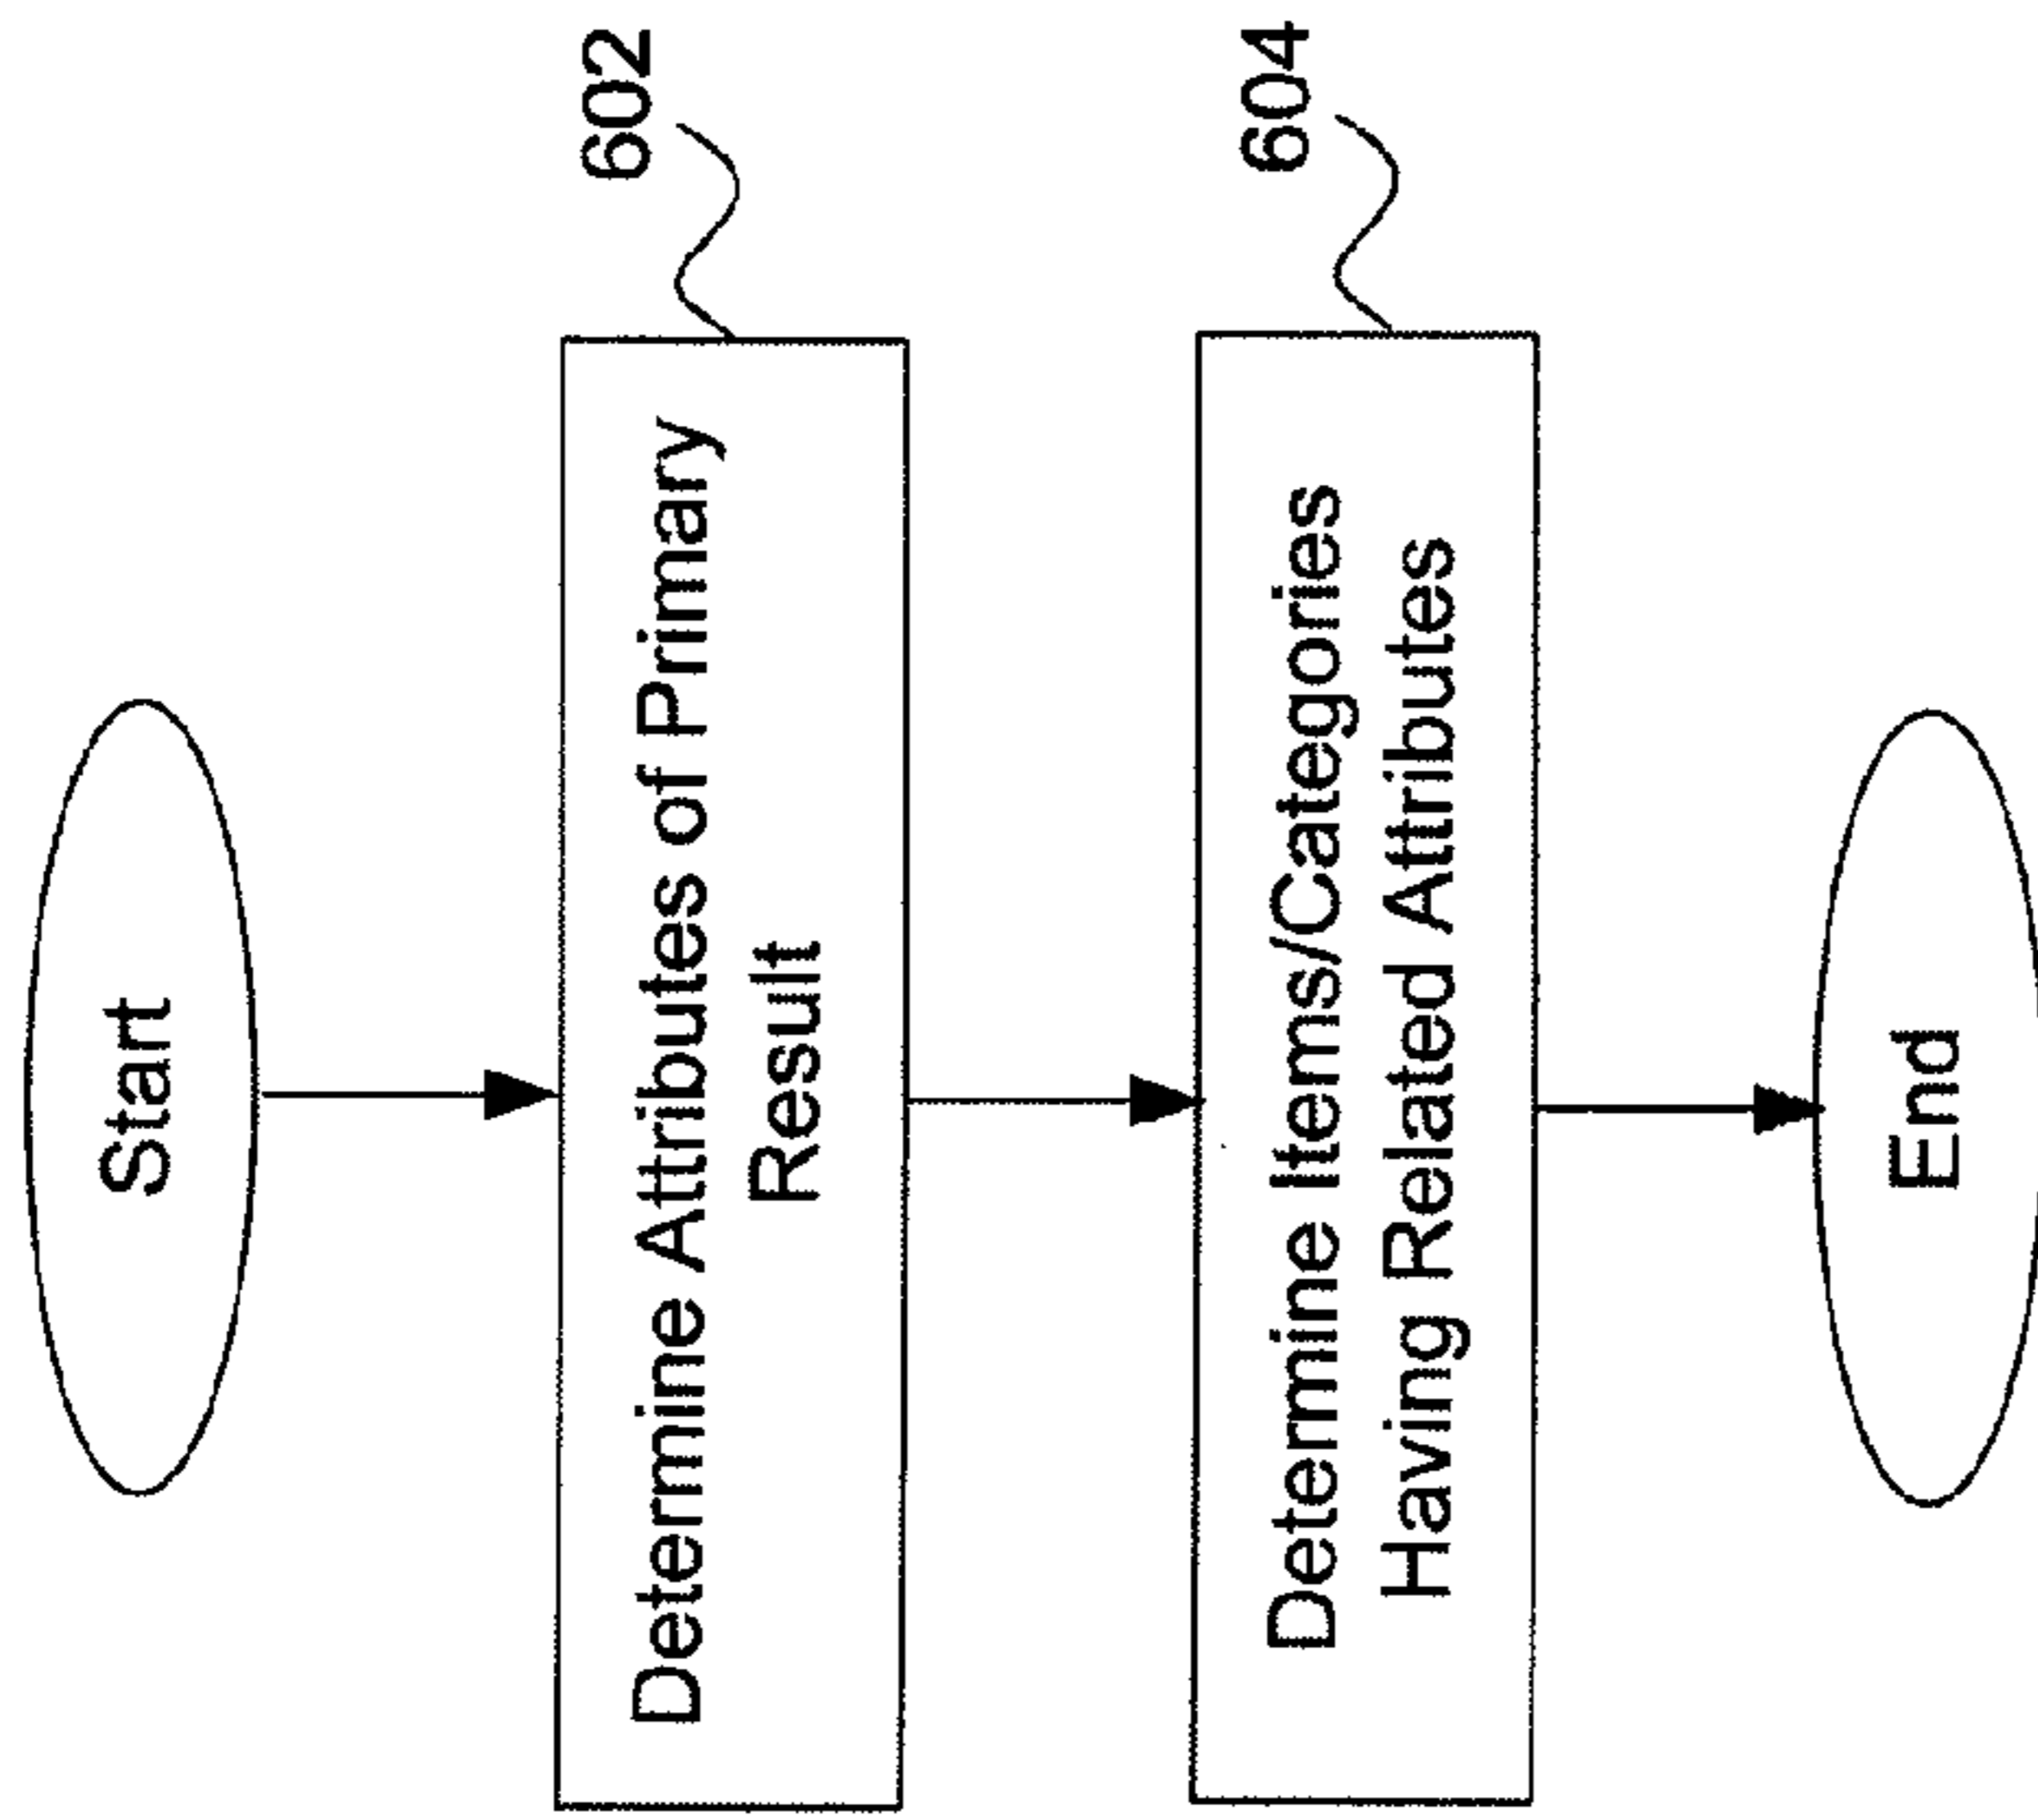 Start
602
Determine Attributes of Primary
Result
604
Determine Items/Categories
Having Related Attributes
End